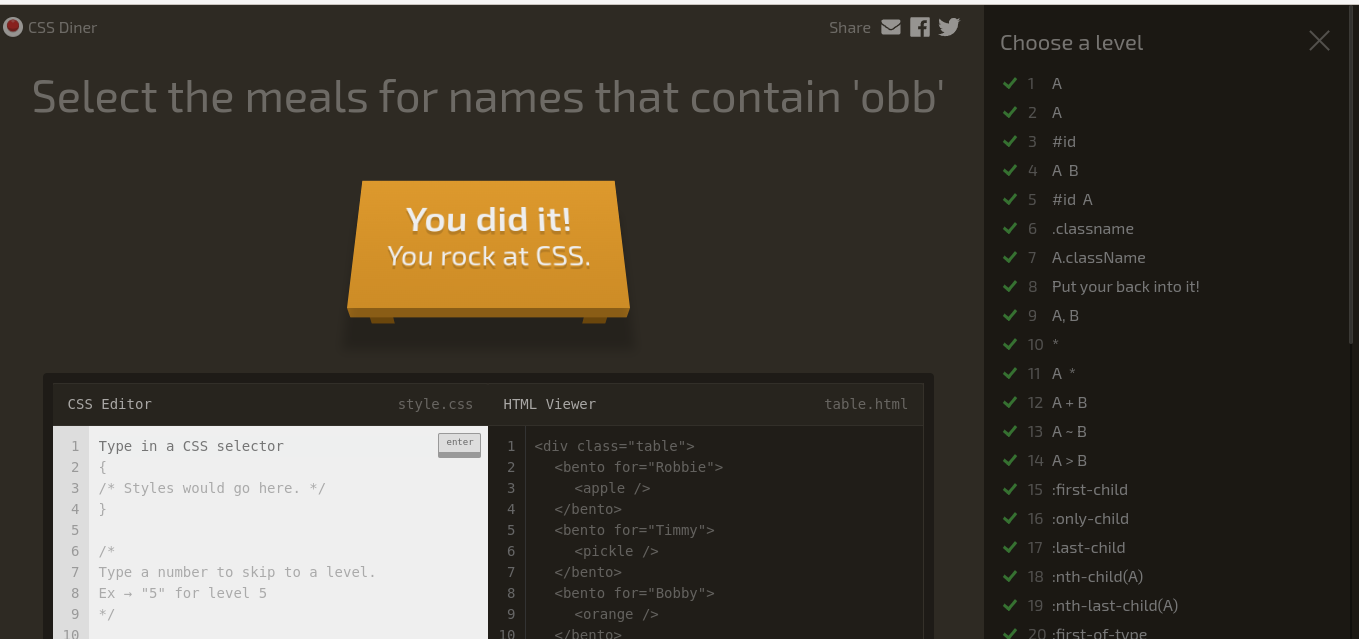 CSS Diner
Share
Select the meals for names that contain 'obb'
You did it!
You rock at CSS.
CSS Editor
style.css
1 Type in a CSS selector
enter
2 {
3 /* Styles would go here. */
4 }
5
6 /*
7 Type a number to skip to a level.
8 Ex → "5" for level 5
9 */
10
HTML Viewer
table.html
1 <div class="table">
2 <bento for="Robbie">
3 <apple />
4 </bento>
5 <bento for="Timmy">
6 <pickle />
7 </bento>
8 <bento for="Bobby">
9 <orange />
10 </bento>
Choose a level
1 A
2 A
3 #id
4 A B
5 #id A
6 .classname
7 A.className
8 Put your back into it!
9 A, B
10 *
11 A *
12 A + B
13 A ~ B
14 A > B
15 :first-child
16 :only-child
17 :last-child
18 :nth-child(A)
19 :nth-last-child(A)
20 :first-of-type